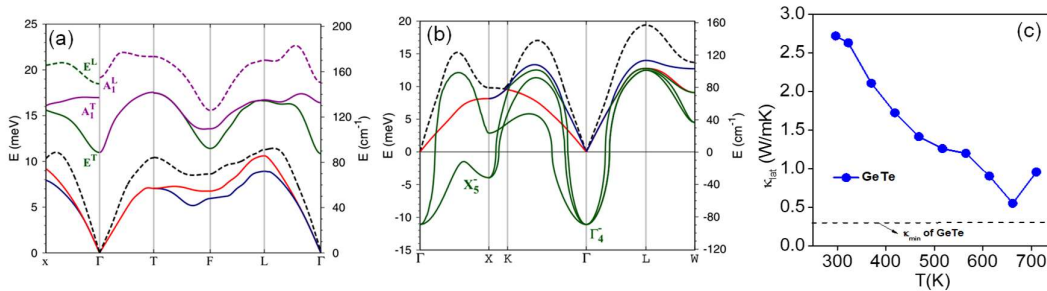 (a)
E (meV)
25
20
15
10
5
0
E^L
A_1^L
A_1^T
E^T
x Γ T F L Γ
200
160
120
80
40
0
E (cm⁻¹)
(b)
E (meV)
20
15
10
5
0
-5
-10
-15
X_5^-
Γ_4^-
Γ X K Γ L W
160
120
80
40
0
-40
-80
-120
E (cm⁻¹)
(c)
κ_lat (W/mK)
3.0
2.5
2.0
1.5
1.0
0.5
0.0
GeTe
κ_min of GeTe
300 400 500 600 700
T(K)